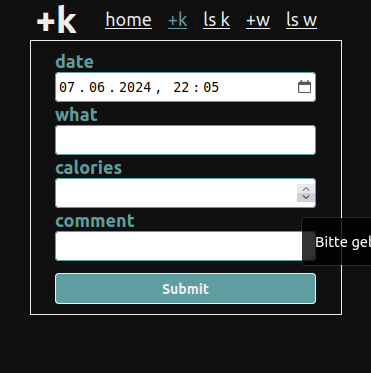 +k home +k ls k +w ls w
date
07.06.2024, 22:05
what
calories
comment
Bitte geb
Submit